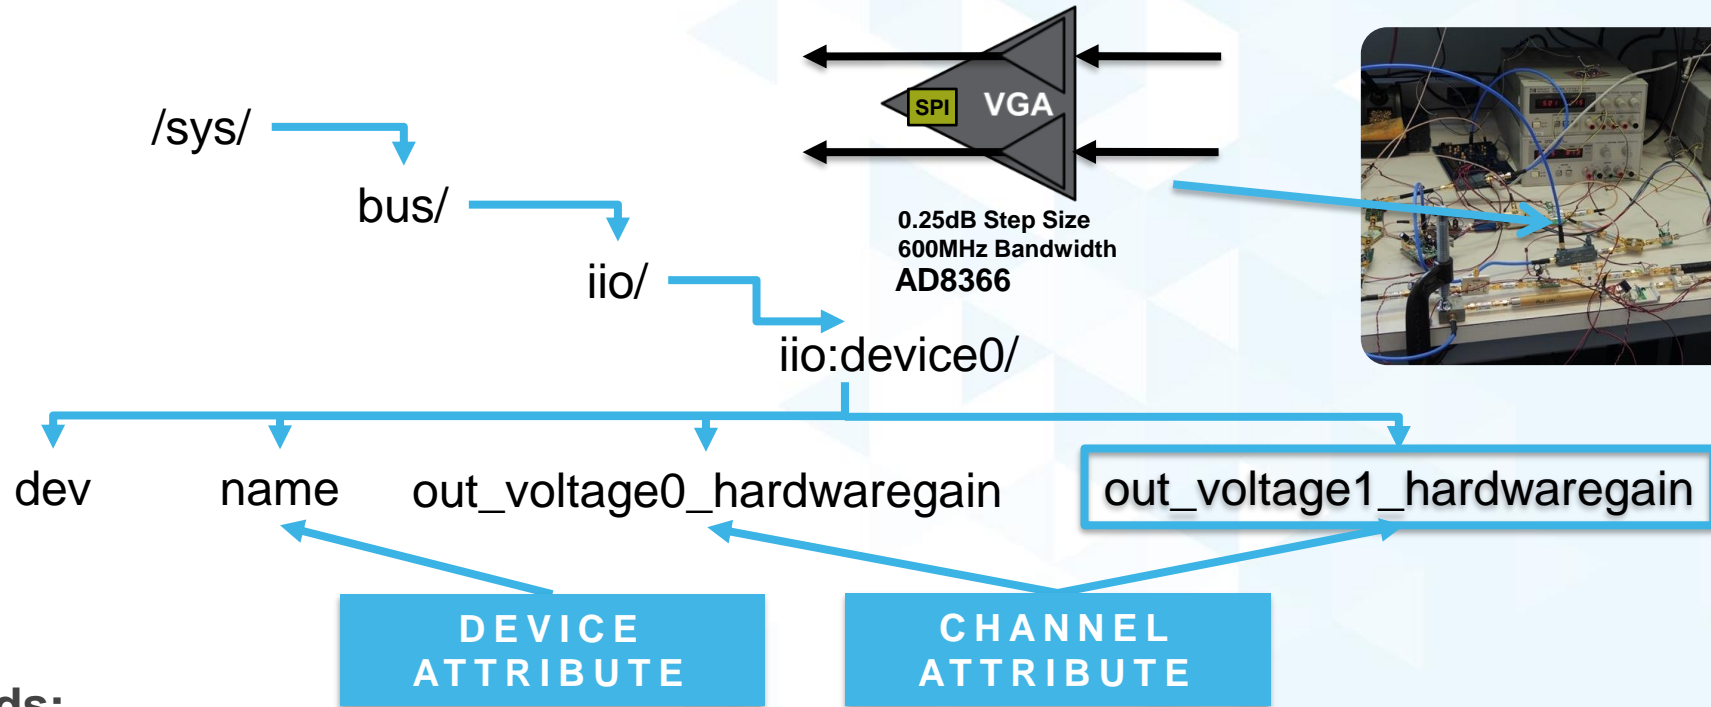 /sys/
bus/
iio/
iio:device0/
SPI
VGA
0.25dB Step Size
600MHz Bandwidth
AD8366
dev
name
out_voltage0_hardwaregain
out_voltage1_hardwaregain
DEVICE
ATTRIBUTE
CHANNEL
ATTRIBUTE